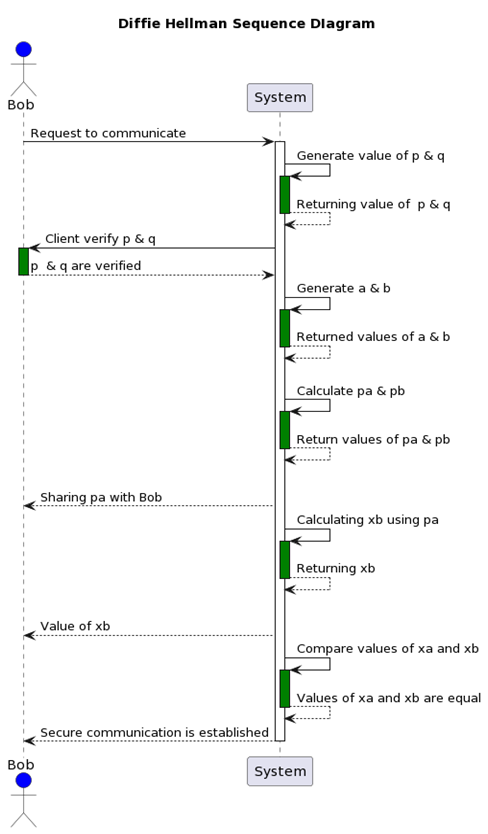 Diffie Hellman Sequence DIagram
Bob
System
Request to communicate
Generate value of p & q
Returning value of  p & q
Client verify p & q
p  & q are verified
Generate a & b
Returned values of a & b
Calculate pa & pb
Return values of pa & pb
Sharing pa with Bob
Calculating xb using pa
Returning xb
Value of xb
Compare values of xa and xb
Values of xa and xb are equal
Secure communication is established
Bob
System